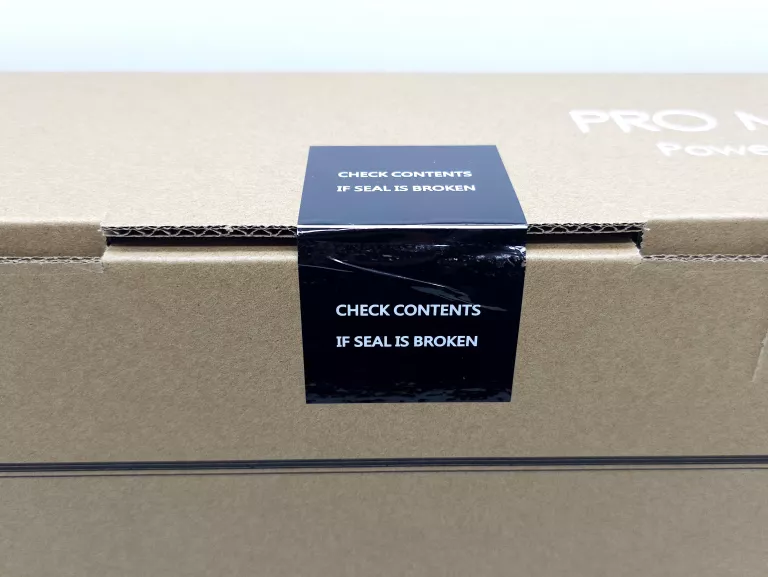 PRO
CHECK CONTENTS
IF SEAL IS BROKEN
CHECK CONTENTS
IF SEAL IS BROKEN